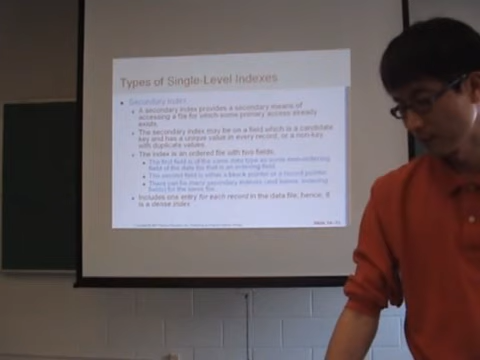 Types of Single-Level Indexes
Secondary Index
A secondary index provides a secondary means of
accessing a file for which some primary access already
exists.
The secondary index may be on a field which is a candidate
key and has a unique value in every record, or a non-key
with duplicate values.
The index is an ordered file with two fields.
The first field is of the same data type as some non-ordering
field of the data file that is an indexing field.
The second field is either a block pointer or a record pointer.
There can be many secondary indexes (and hence, indexing
fields) for the same file.
Includes one entry for each record in the data file; hence, it
is a dense index